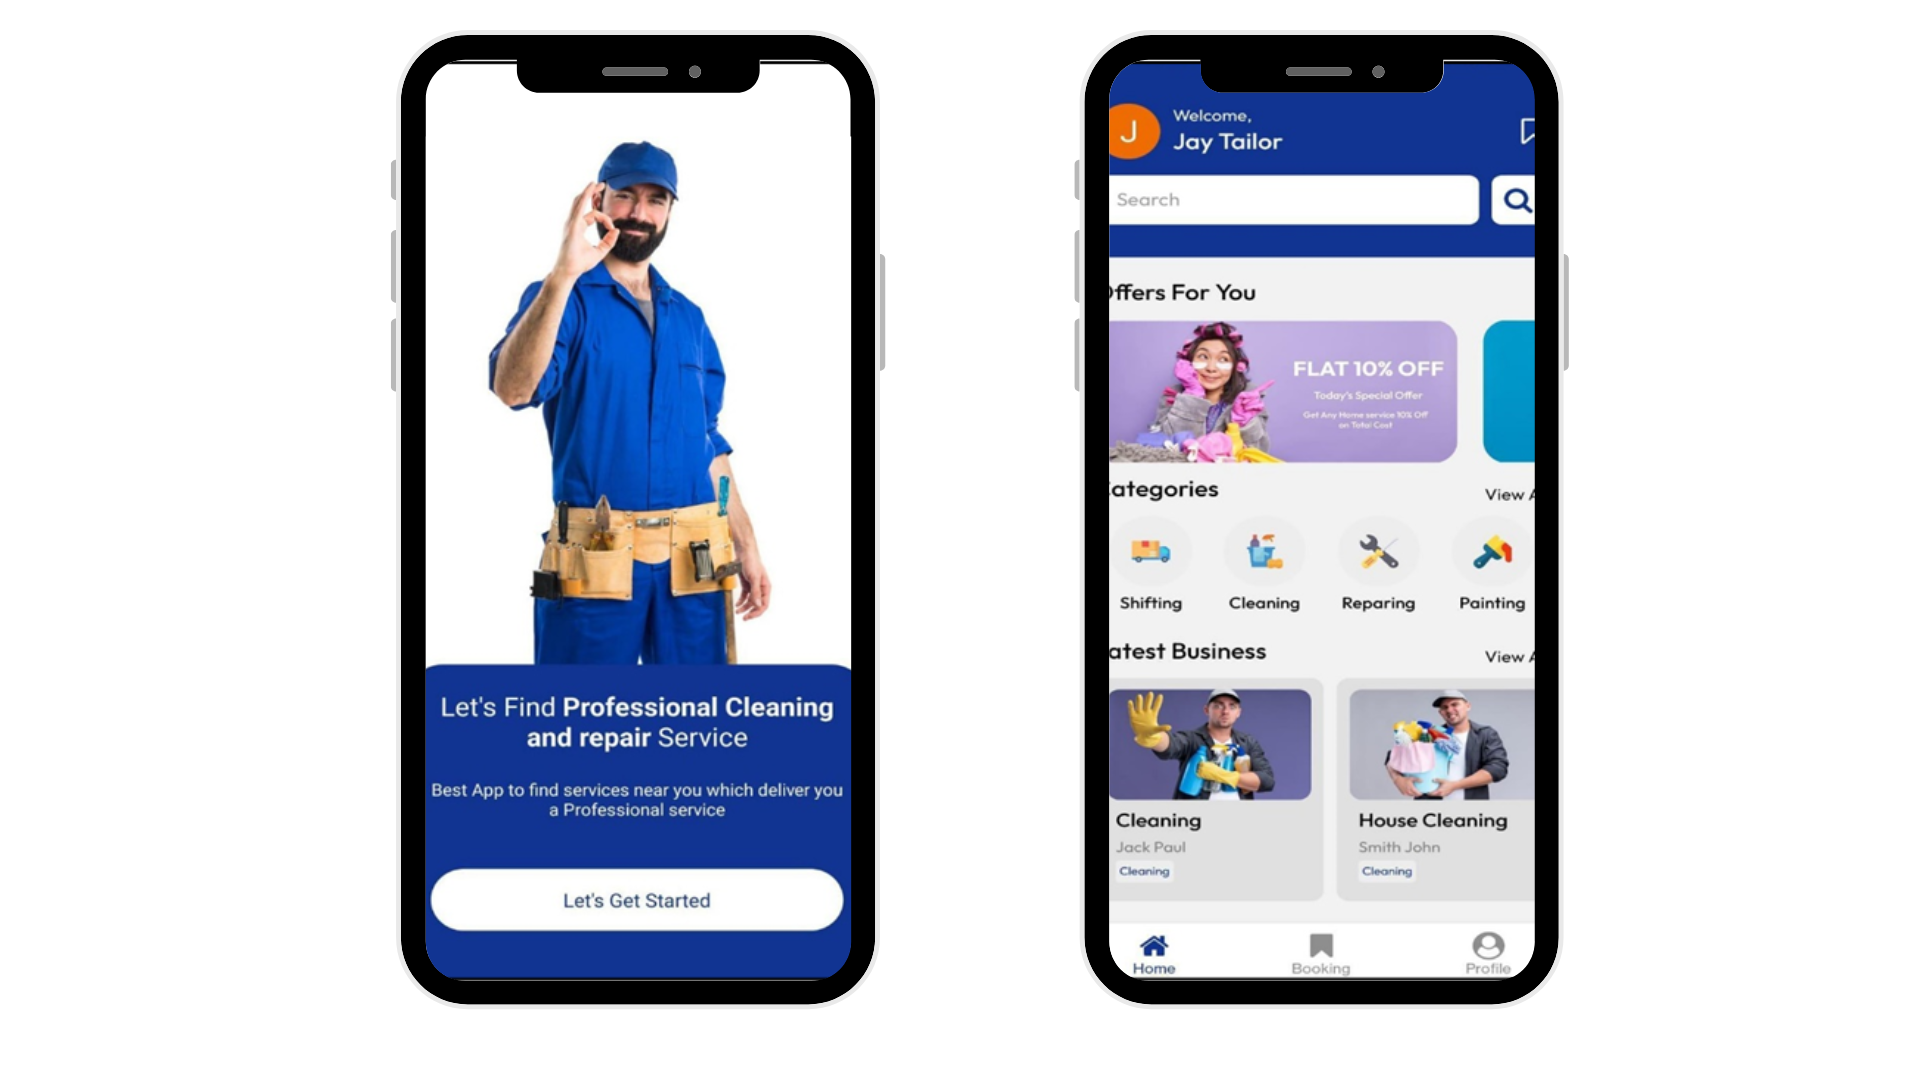 Let's Find Professional Cleaning
and repair Service
Best App to find services near you which deliver you
a Professional service
Let's Get Started
J
Welcome,
Jay Tailor
Search
ffers For You
FLAT 10% OFF
Today's Special Offer
Get Any Home service 10% Off
on Total Cost
ategories
View A
Shifting
Cleaning
Reparing
Painting
atest Business
View A
Cleaning
Jack Paul
Cleaning
House Cleaning
Smith John
Cleaning
Home
Booking
Profile